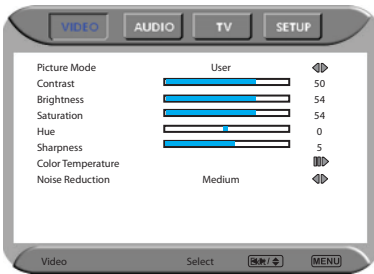 VIDEO AUDIO TV SETUP
Picture Mode User
Contrast 50
Brightness 54
Saturation 54
Hue 0
Sharpness 5
Color Temperature
Noise Reduction Medium
Video Select MENU